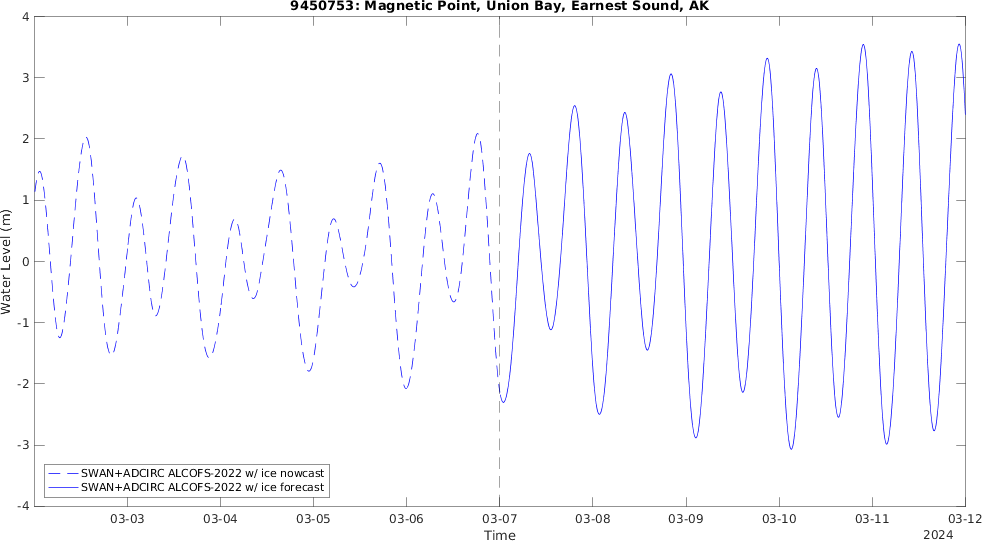 9450753: Magnetic Point, Union Bay, Earnest Sound, AK
4
3
2
1
0
-1
-2
-3
-4
Water Level (m)
SWAN+ADCIRC ALCOFS-2022 w/ ice nowcast
SWAN+ADCIRC ALCOFS-2022 w/ ice forecast
03-03 03-04 03-05 03-06 03-07 03-08 03-09 03-10 03-11 03-12
Time
2024